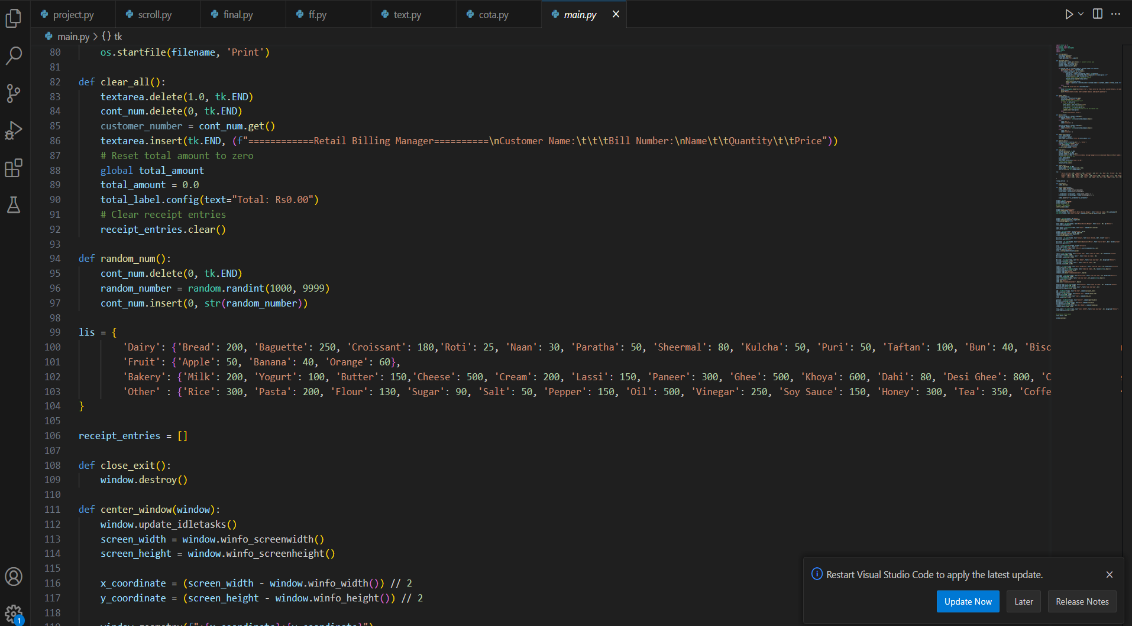 project.py scroll.py final.py ff.py text.py cota.py main.py
main.py > {} tk
80 os.startfile(filename, 'Print')
81
82 def clear_all():
83 textarea.delete(1.0, tk.END)
84 cont_num.delete(0, tk.END)
85 customer_number = cont_num.get()
86 textarea.insert(tk.END, (f"============Retail Billing Manager==========\nCustomer Name:\t\t\tBill Number:\nName\t\tQuantity\t\tPrice"))
87 # Reset total amount to zero
88 global total_amount
89 total_amount = 0.0
90 total_label.config(text="Total: Rs0.00")
91 # Clear receipt entries
92 receipt_entries.clear()
93
94 def random_num():
95 cont_num.delete(0, tk.END)
96 random_number = random.randint(1000, 9999)
97 cont_num.insert(0, str(random_number))
98
99 lis = {
100 'Dairy': {'Bread': 200, 'Baguette': 250, 'Croissant': 180,'Roti': 25, 'Naan': 30, 'Paratha': 50, 'Sheermal': 80, 'Kulcha': 50, 'Puri': 50, 'Taftan': 100, 'Bun': 40, 'Bisc
101 'Fruit': {'Apple': 50, 'Banana': 40, 'Orange': 60},
102 'Bakery': {'Milk': 200, 'Yogurt': 100, 'Butter': 150,'Cheese': 500, 'Cream': 200, 'Lassi': 150, 'Paneer': 300, 'Ghee': 500, 'Khoya': 600, 'Dahi': 80, 'Desi Ghee': 800, 'C
103 'Other' : {'Rice': 300, 'Pasta': 200, 'Flour': 130, 'Sugar': 90, 'Salt': 50, 'Pepper': 150, 'Oil': 500, 'Vinegar': 250, 'Soy Sauce': 150, 'Honey': 300, 'Tea': 350, 'Coffe
104 }
105
106 receipt_entries = []
107
108 def close_exit():
109 window.destroy()
110
111 def center_window(window):
112 window.update_idletasks()
113 screen_width = window.winfo_screenwidth()
114 screen_height = window.winfo_screenheight()
115
116 x_coordinate = (screen_width - window.winfo_width()) // 2
117 y_coordinate = (screen_height - window.winfo_height()) // 2
118
Restart Visual Studio Code to apply the latest update.
Update Now Later Release Notes
1